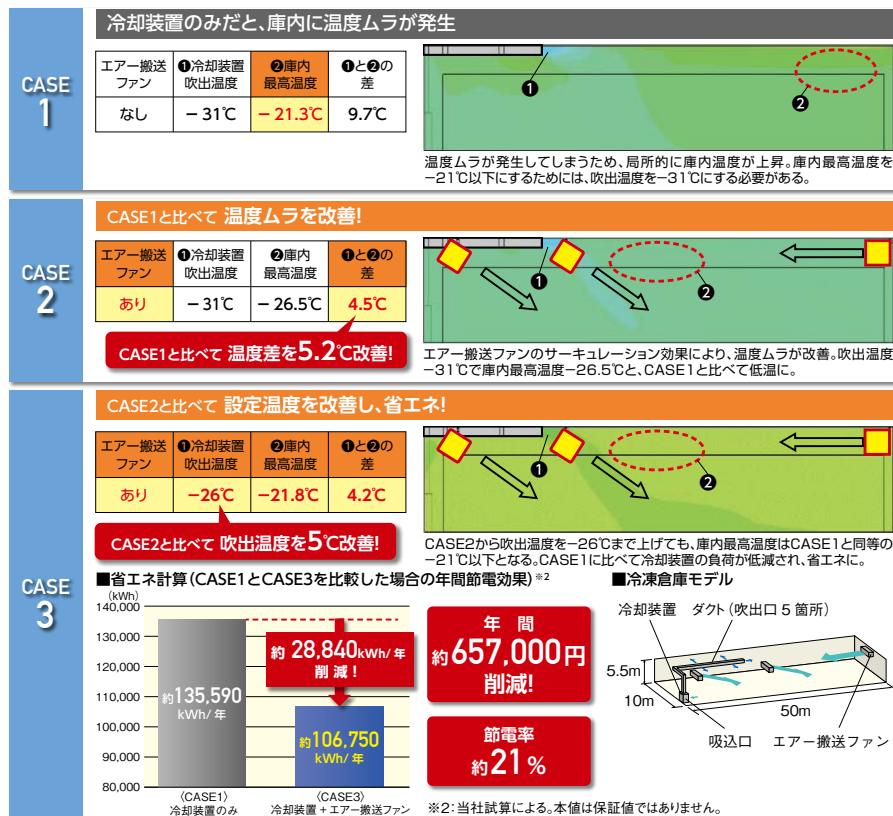 冷却装置のみだと、庫内に温度ムラが発生
CASE
1
エアー搬送
ファン
❶冷却装置
吹出温度
❷庫内
最高温度
❶と❷の
差
なし
－31℃
－21.3℃
9.7℃
❶
❷
温度ムラが発生してしまうため、局所的に庫内温度が上昇。庫内最高温度を
－21℃以下にするためには、吹出温度を－31℃にする必要がある。
CASE1と比べて 温度ムラを改善!
CASE
2
エアー搬送
ファン
❶冷却装置
吹出温度
❷庫内
最高温度
❶と❷の
差
あり
－31℃
－26.5℃
4.5℃
CASE1と比べて 温度差を5.2℃改善!
❶
❷
エアー搬送ファンのサーキュレーション効果により、温度ムラが改善。吹出温度
－31℃で庫内最高温度－26.5℃と、CASE1と比べて低温に。
CASE2と比べて 設定温度を改善し、省エネ!
CASE
3
エアー搬送
ファン
❶冷却装置
吹出温度
❷庫内
最高温度
❶と❷の
差
あり
－26℃
－21.8℃
4.2℃
CASE2と比べて 吹出温度を5℃改善!
❶
❷
CASE2から吹出温度を－26℃まで上げても、庫内最高温度はCASE1と同等の
－21℃以下となる。CASE1に比べて冷却装置の負荷が低減され、省エネに。
■省エネ計算（CASE1とCASE3を比較した場合の年間節電効果）※2
(kWh)
140,000
130,000
120,000
110,000
100,000
90,000
80,000
約135,590
kWh/年
約 28,840kWh/年
削減！
約106,750
kWh/年
〈CASE1〉
冷却装置のみ
〈CASE3〉
冷却装置＋エアー搬送ファン
年 間
約657,000円
削減!
節電率
約21%
■冷凍倉庫モデル
冷却装置
ダクト（吹出口5箇所）
5.5m
10m
50m
吸込口
エアー搬送ファン
※2：当社試算による。本値は保証値ではありません。